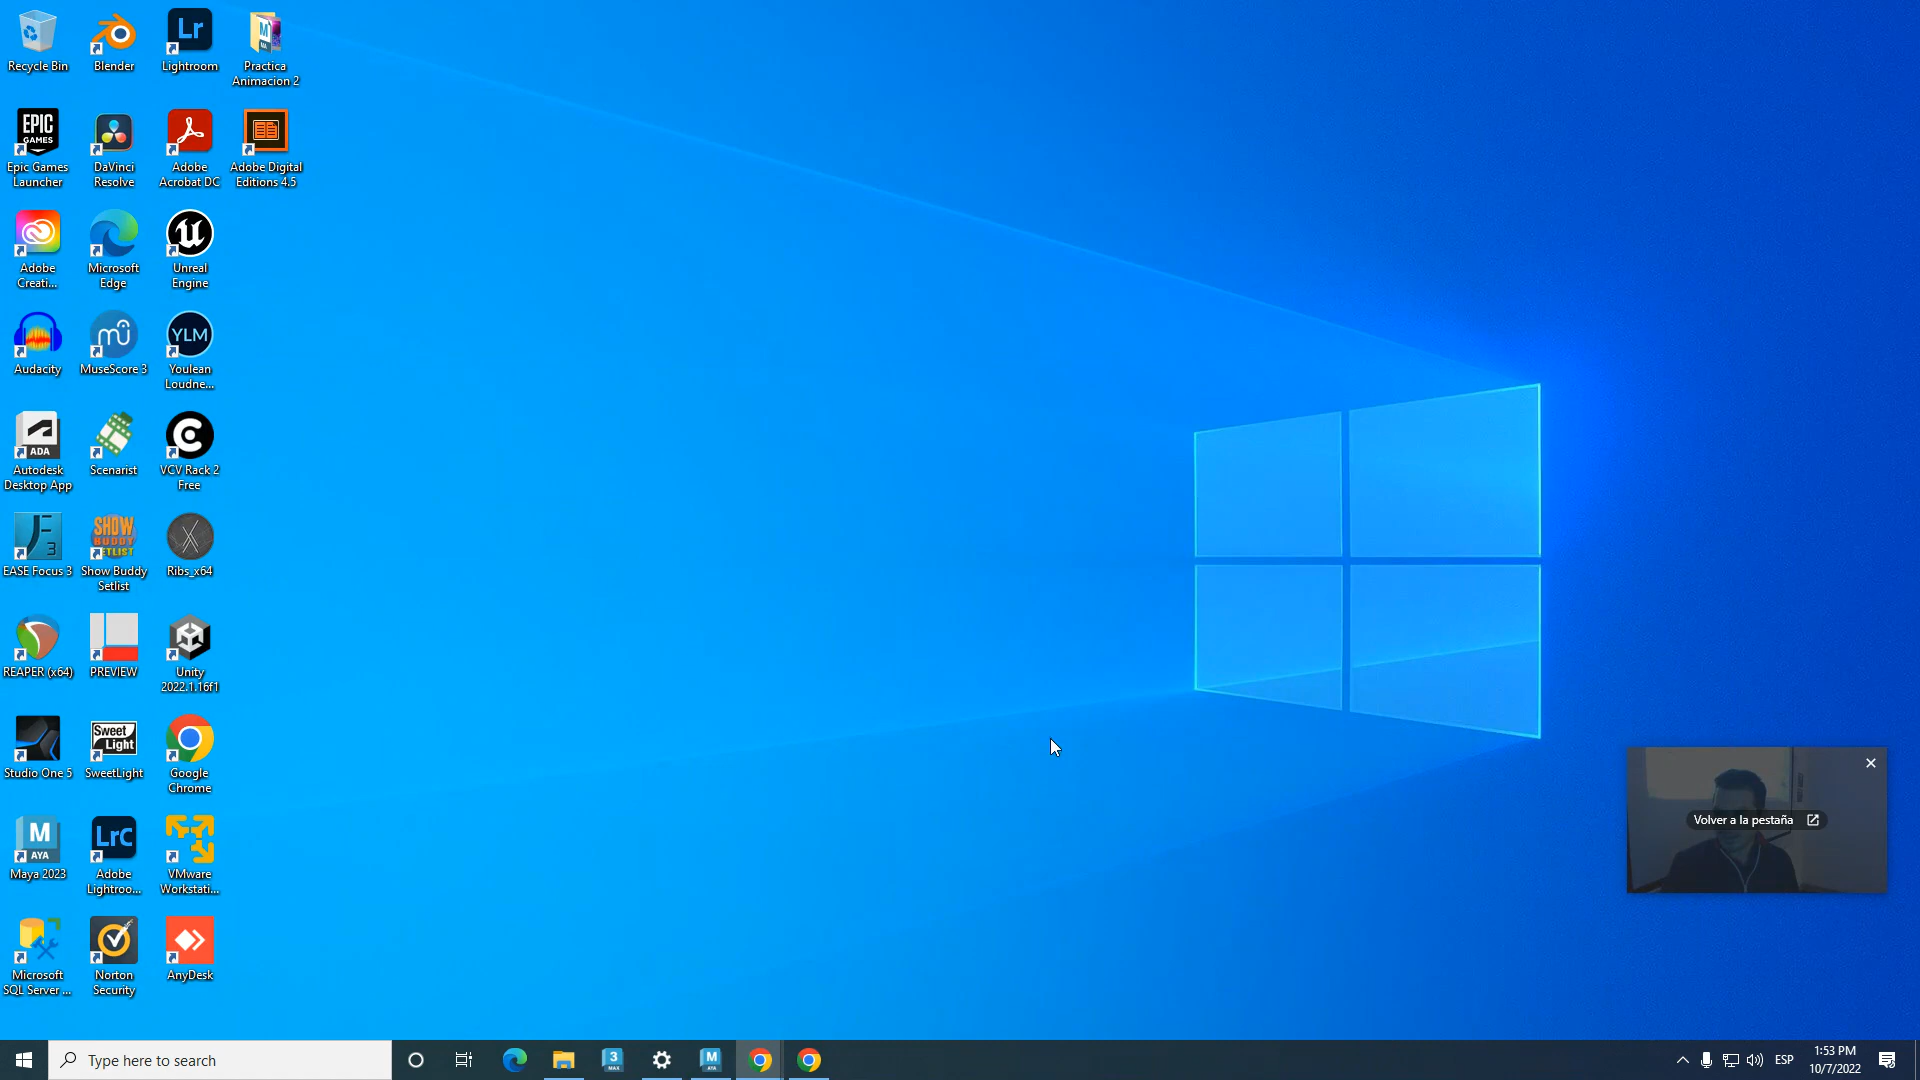 Recycle Bin
Blender
Lr
Lightroom
Practica
Animacion 2
EPIC
GAMES
Epic Games
Launcher
DaVinci
Resolve
Adobe
Acrobat DC
Adobe Digital
Editions 4.5
Adobe
Creati...
Microsoft
Edge
Unreal
Engine
Audacity
MuseScore 3
YLM
Youlean
Loudne...
ADA
Autodesk
Desktop App
Scenarist
VCV Rack 2
Free
3
EASE Focus 3
SHOW
BUDDY
SETLIST
Show Buddy
Setlist
Ribs_x64
REAPER (x64)
PREVIEW
Unity
2022.1.16f1
Studio One 5
Sweet
Light
SweetLight
Google
Chrome
M
AYA
Maya 2023
LrC
Adobe
Lightroo...
VMware
Workstati...
Microsoft
SQL Server ...
Norton
Security
AnyDesk
Volver a la pestaña
Type here to search
3
MAX
M
AYA
ESP
1:53 PM
10/7/2022